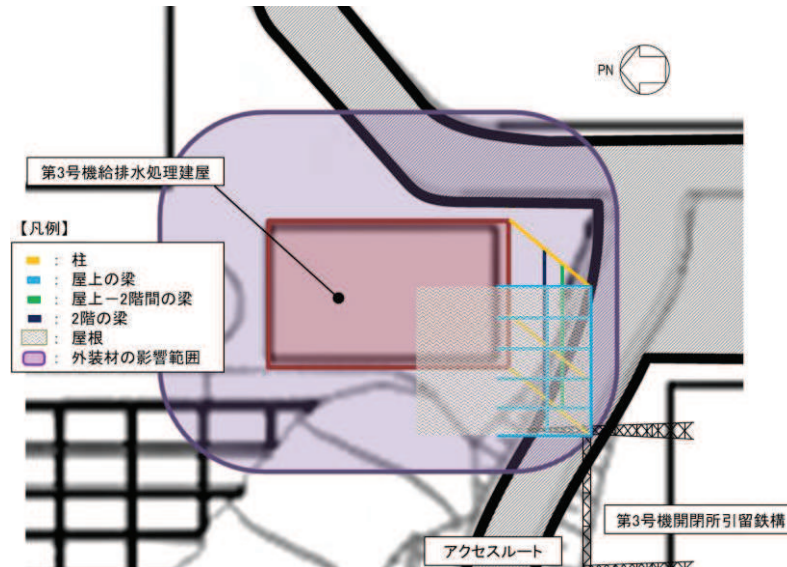 PN
第3号機給排水処理建屋
【凡例】
: 柱
: 屋上の梁
: 屋上－2階間の梁
: 2階の梁
: 屋根
: 外装材の影響範囲
第3号機開閉所引留鉄構
アクセスルート